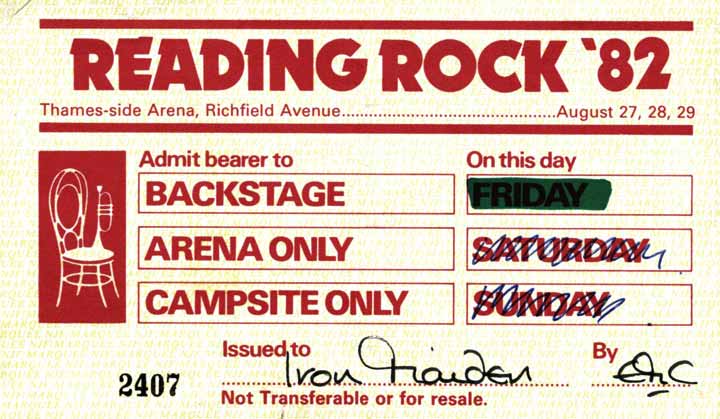 READING ROCK '82
Thames-side Arena, Richfield Avenue...........................................August 27, 28, 29
Admit bearer to On this day
BACKSTAGE FRIDAY
ARENA ONLY SATURDAY
CAMPSITE ONLY SUNDAY
Issued to Iron Maiden By
2407
Not Transferable or for resale.